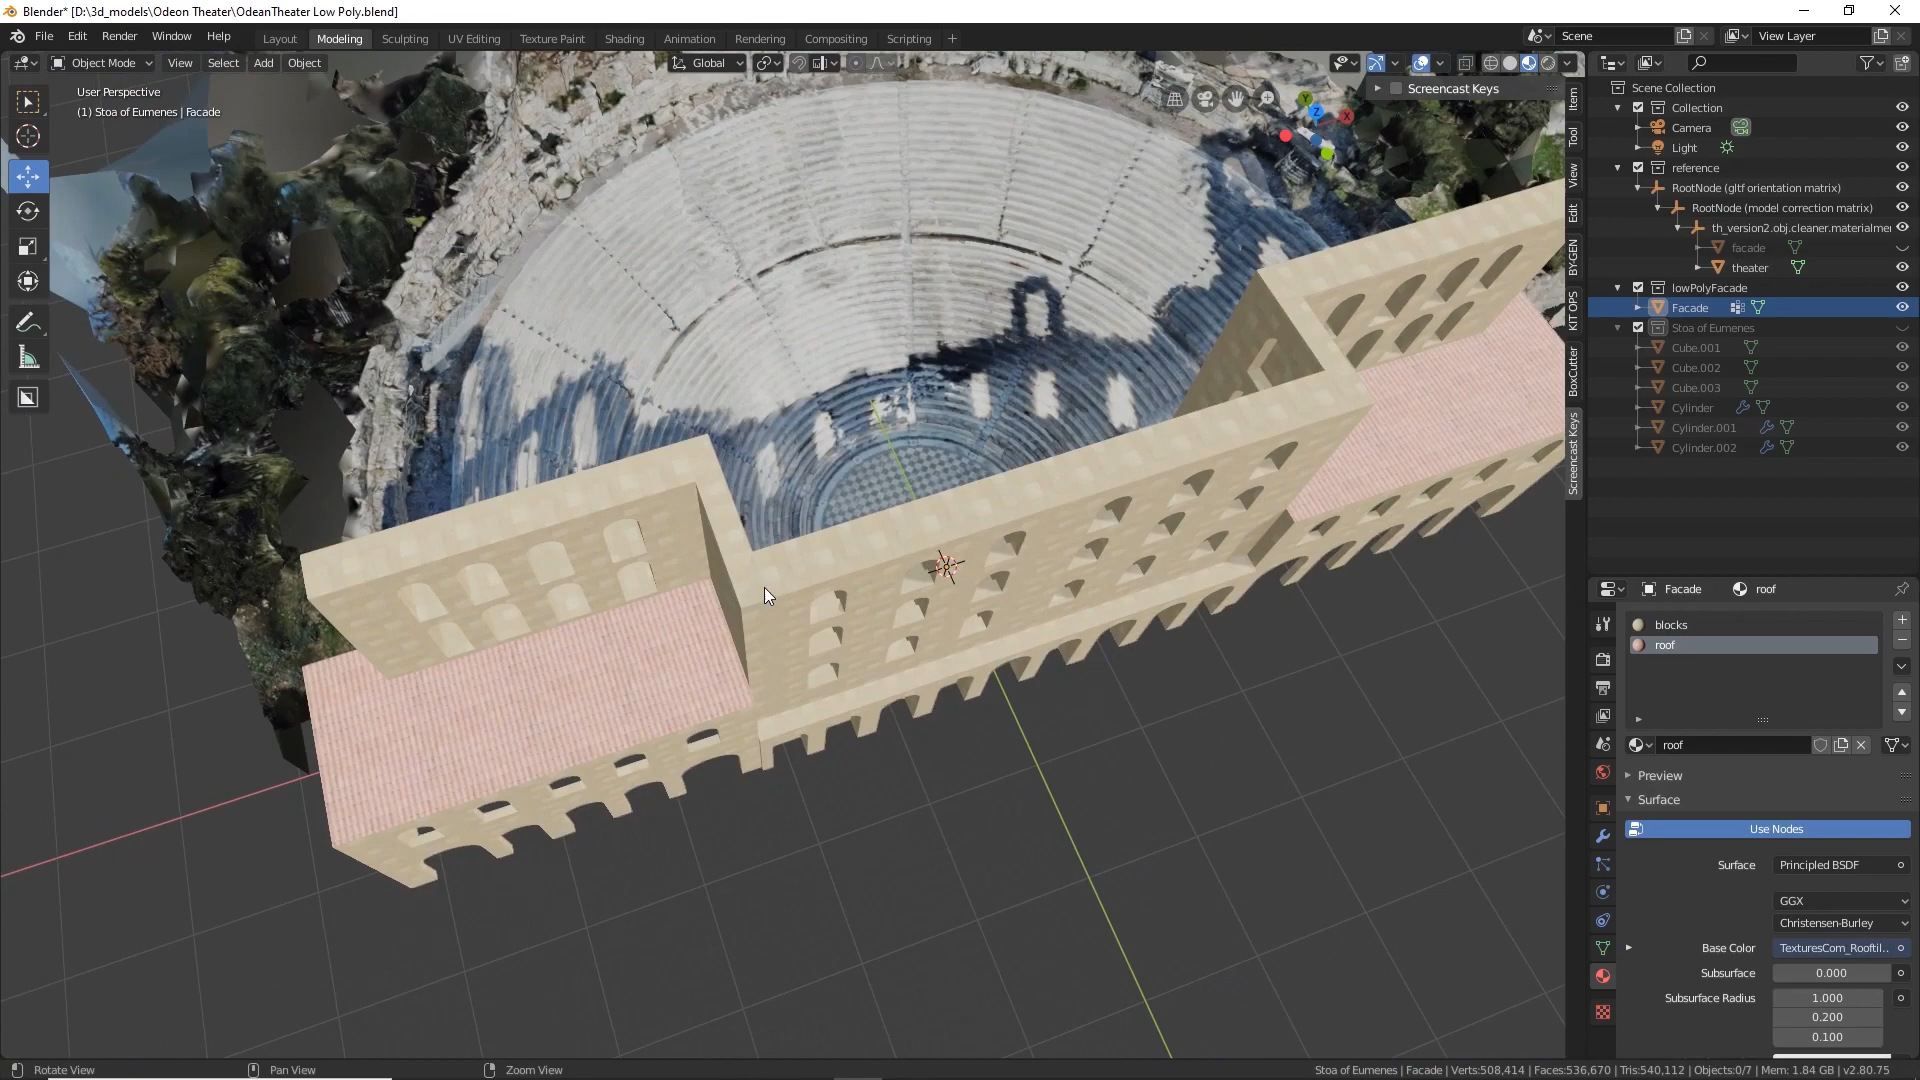 Blender* [D:\3d_models\Odeon Theater\OdeanTheater Low Poly.blend]
File Edit Render Window Help
Layout Modeling Sculpting UV Editing Texture Paint Shading Animation Rendering Compositing Scripting +
Scene
View Layer
Object Mode View Select Add Object
Global
User Perspective
(1) Stoa of Eumenes | Facade
Screencast Keys
Y
Z
X
Item
Tool
View
Edit
BY-GEN
KIT OPS
BoxCutter
Screencast Keys
Scene Collection
Collection
Camera
Light
reference
RootNode (gltf orientation matrix)
RootNode (model correction matrix)
th_version2.obj.cleaner.materialmer
facade
theater
lowPolyFacade
Facade
Stoa of Eumenes
Cube.001
Cube.002
Cube.003
Cylinder
Cylinder.001
Cylinder.002
Facade roof
blocks
roof
roof
Preview
Surface
Use Nodes
Surface Principled BSDF
GGX
Christensen-Burley
Base Color TexturesCom_Rooftil..
Subsurface 0.000
Subsurface Radius 1.000
0.200
0.100
Rotate View Pan View Zoom View
Stoa of Eumenes | Facade | Verts:508,414 | Faces:536,670 | Tris:540,112 | Objects:0/7 | Mem: 1.84 GB | v2.80.75